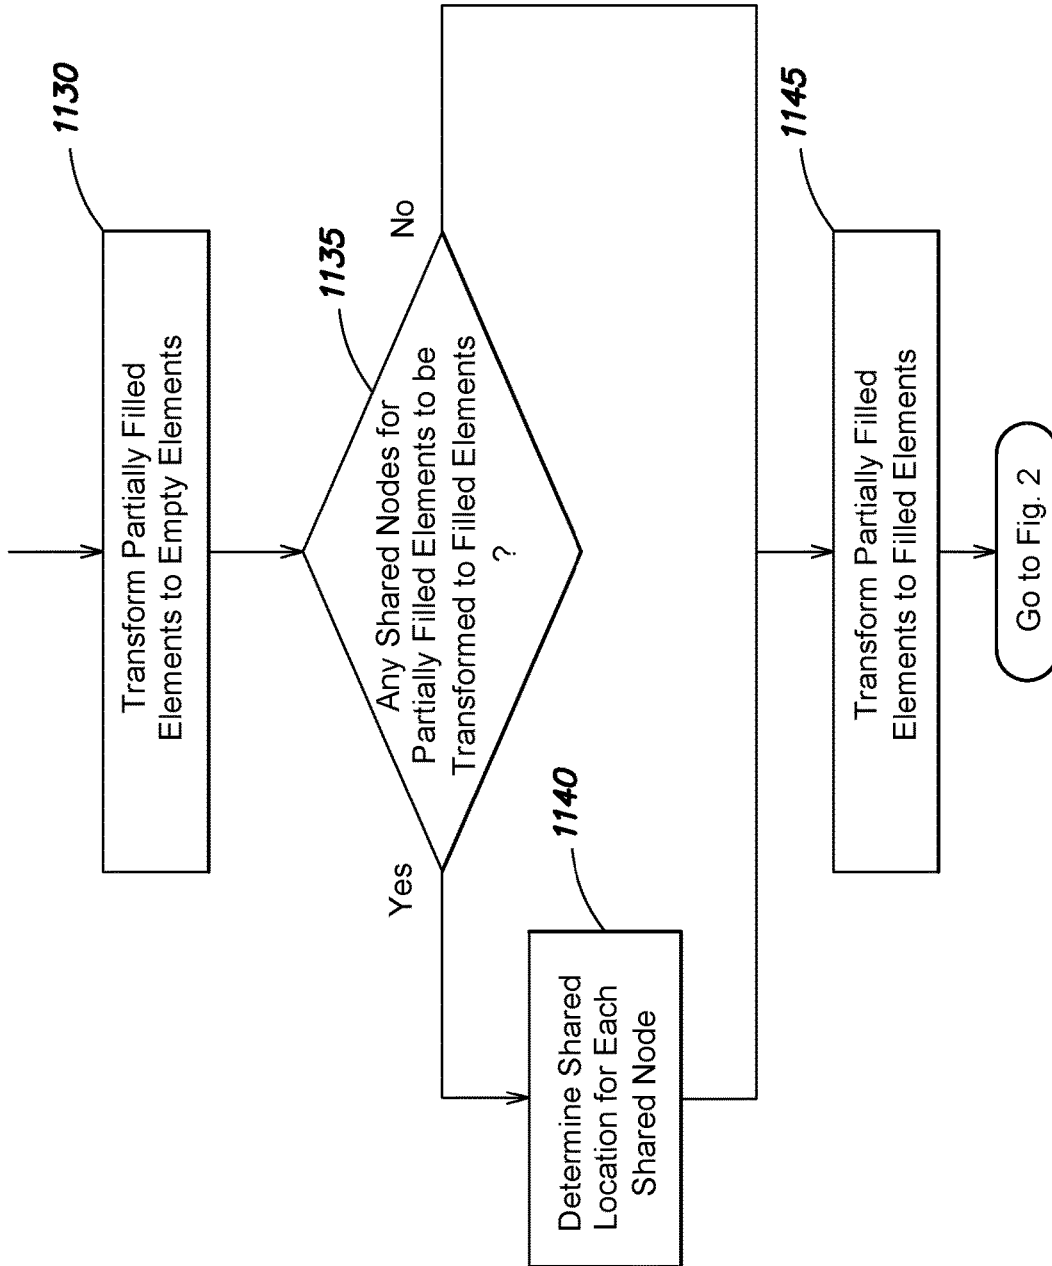 1130
Transform Partially Filled
Elements to Empty Elements
1135
Any Shared Nodes for
Partially Filled Elements to be
Transformed to Filled Elements
?
Yes
No
1140
Determine Shared
Location for Each
Shared Node
1145
Transform Partially Filled
Elements to Filled Elements
Go to Fig. 2